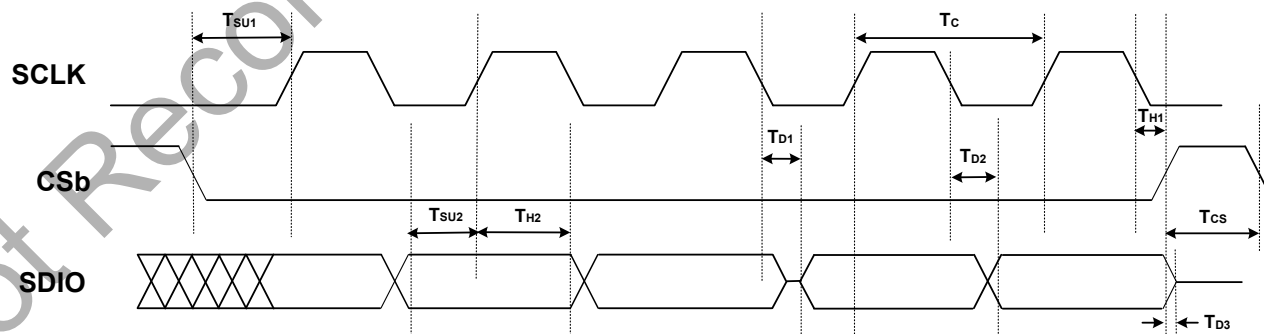 TSU1
TC
SCLK
TH1
TD1
TD2
CSb
TSU2
TH2
TCS
SDIO
TD3